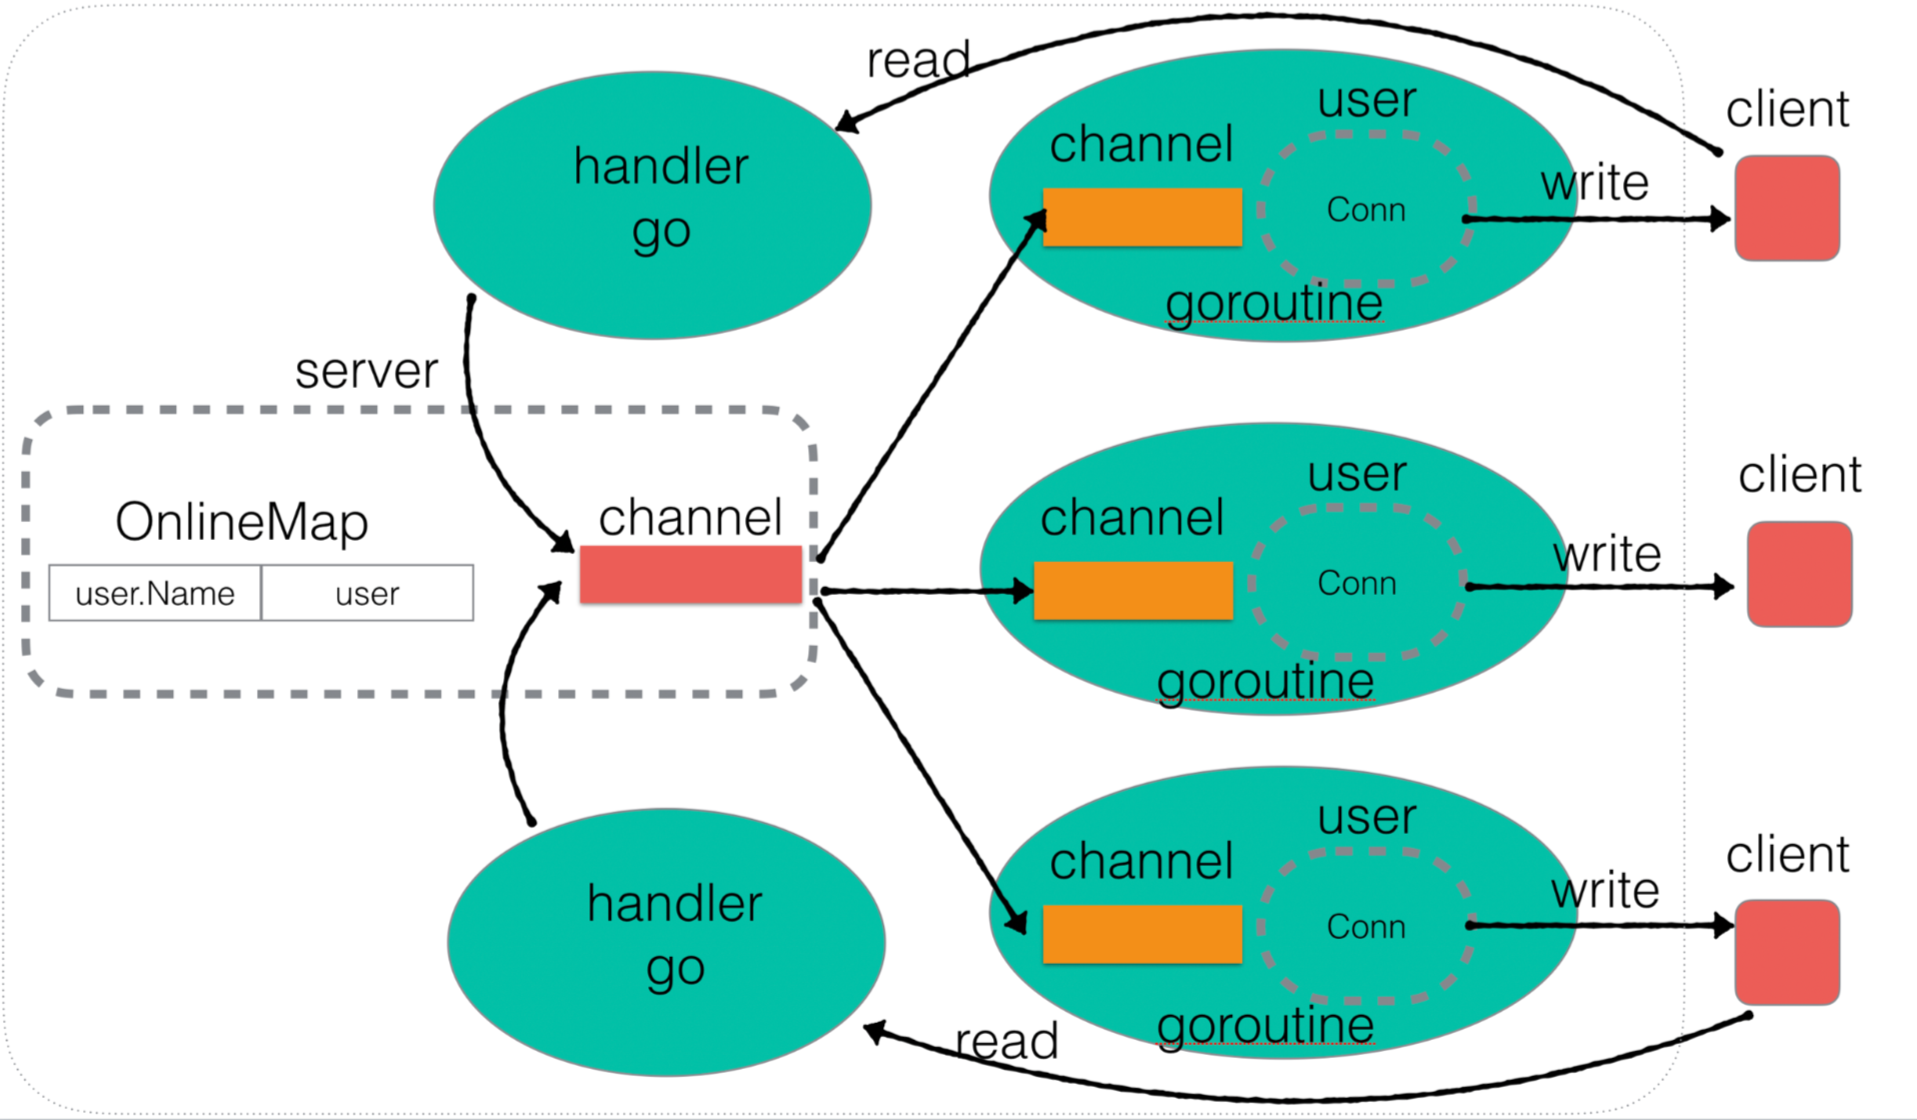 read
user
client
channel
handler
go
Conn
write
goroutine
server
user
client
channel
OnlineMap
channel
write
user.Name
user
Conn
goroutine
user
client
channel
handler
go
write
Conn
goroutine
read